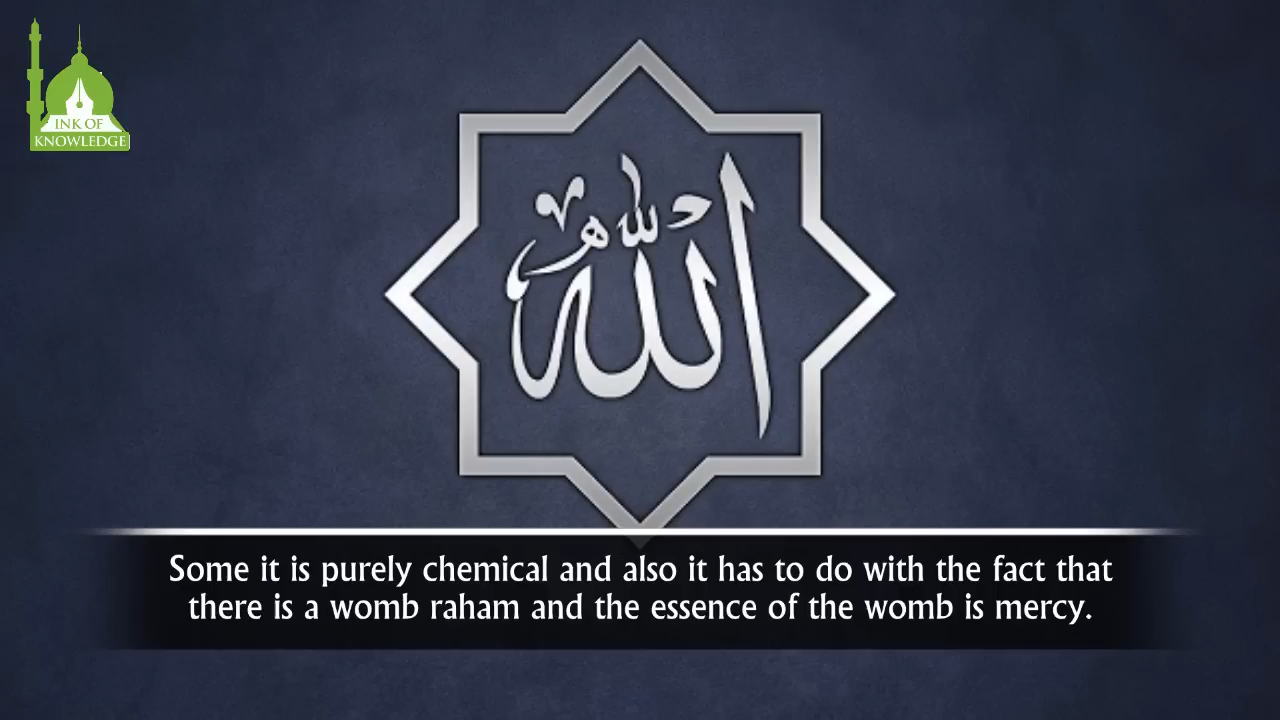 INK OF
KNOWLEDGE
الله
Some it is purely chemical and also it has to do with the fact that
there is a womb raham and the essence of the womb is mercy.